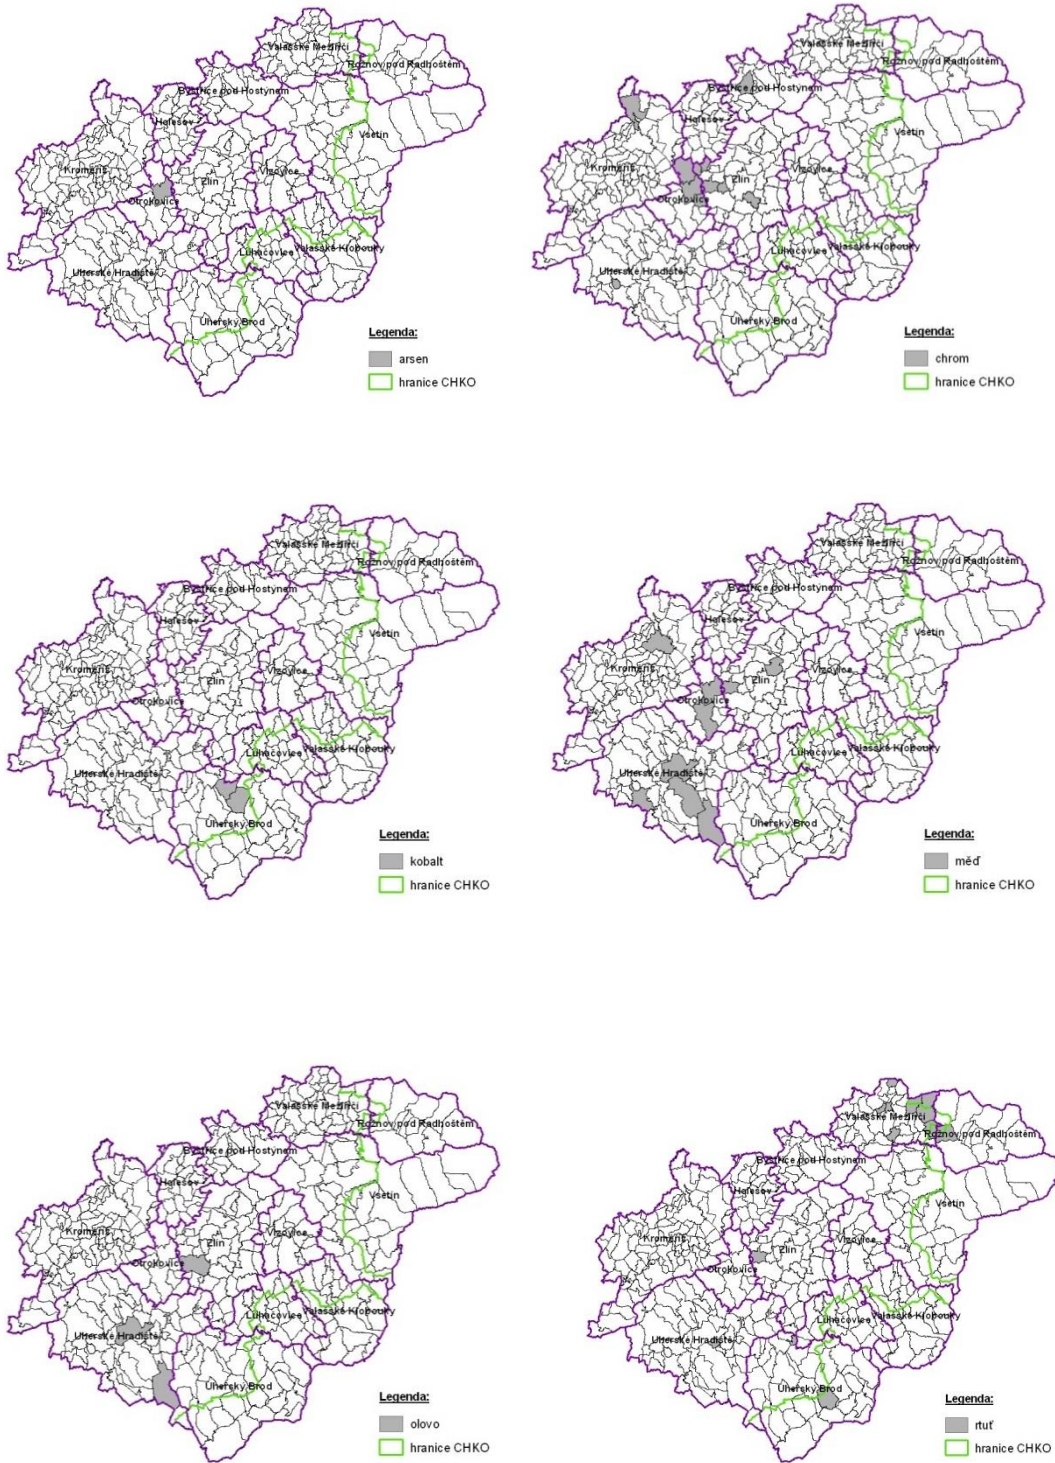 Valašské Meziříčí
Rožnov pod Radhoštěm
Bystřice pod Hostýnem
Holešov
Vsetín
Kroměříž
Zlín
Vizovice
Otrokovice
Luhačovice
Valašské Klobouky
Uherské Hradiště
Uherský Brod
Legenda:
arsen
hranice CHKO
Valašské Meziříčí
Rožnov pod Radhoštěm
Bystřice pod Hostýnem
Holešov
Vsetín
Kroměříž
Zlín
Vizovice
Otrokovice
Luhačovice
Valašské Klobouky
Uherské Hradiště
Uherský Brod
Legenda:
chrom
hranice CHKO
Valašské Meziříčí
Rožnov pod Radhoštěm
Bystřice pod Hostýnem
Holešov
Vsetín
Kroměříž
Zlín
Vizovice
Otrokovice
Luhačovice
Valašské Klobouky
Uherské Hradiště
Uherský Brod
Legenda:
kobalt
hranice CHKO
Valašské Meziříčí
Rožnov pod Radhoštěm
Bystřice pod Hostýnem
Holešov
Vsetín
Kroměříž
Zlín
Vizovice
Otrokovice
Luhačovice
Valašské Klobouky
Uherské Hradiště
Uherský Brod
Legenda:
měď
hranice CHKO
Valašské Meziříčí
Rožnov pod Radhoštěm
Bystřice pod Hostýnem
Holešov
Vsetín
Kroměříž
Zlín
Vizovice
Otrokovice
Luhačovice
Valašské Klobouky
Uherské Hradiště
Uherský Brod
Legenda:
olovo
hranice CHKO
Valašské Meziříčí
Rožnov pod Radhoštěm
Bystřice pod Hostýnem
Holešov
Vsetín
Kroměříž
Zlín
Vizovice
Otrokovice
Luhačovice
Valašské Klobouky
Uherské Hradiště
Uherský Brod
Legenda:
rtuť
hranice CHKO